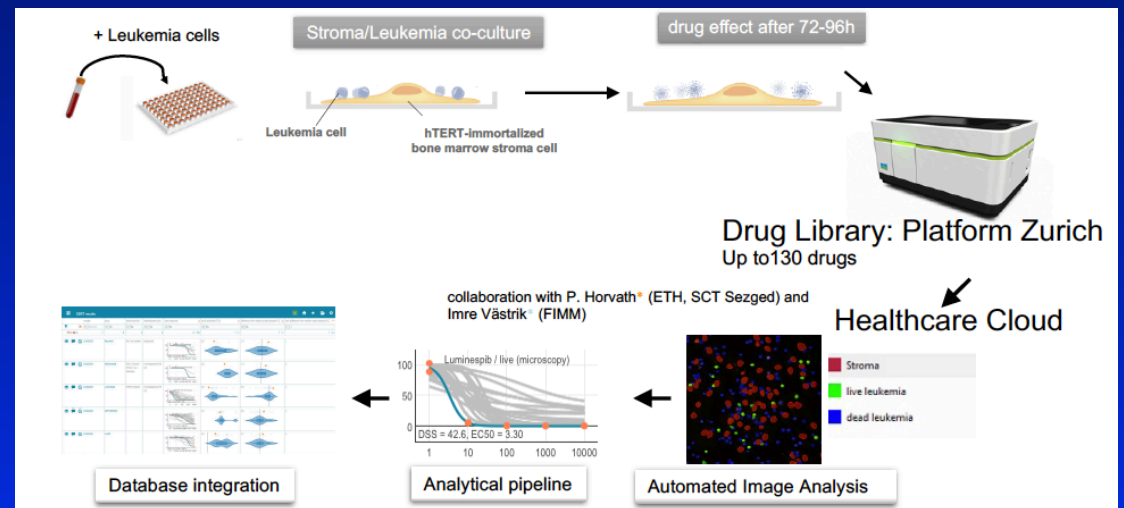 + Leukemia cells
Stroma/Leukemia co-culture
drug effect after 72-96h
Leukemia cell
hTERT-immortalized
bone marrow stroma cell
Drug Library: Platform Zurich
Up to130 drugs
collaboration with P. Horvath* (ETH, SCT Sezged) and
Imre Västrik* (FIMM)
Healthcare Cloud
Stroma
live leukemia
dead leukemia
Luminespib / live (microscopy)
100
50
0
DSS = 42.6, EC50 = 3.30
1 10 100 1000 10000
Database integration
Analytical pipeline
Automated Image Analysis